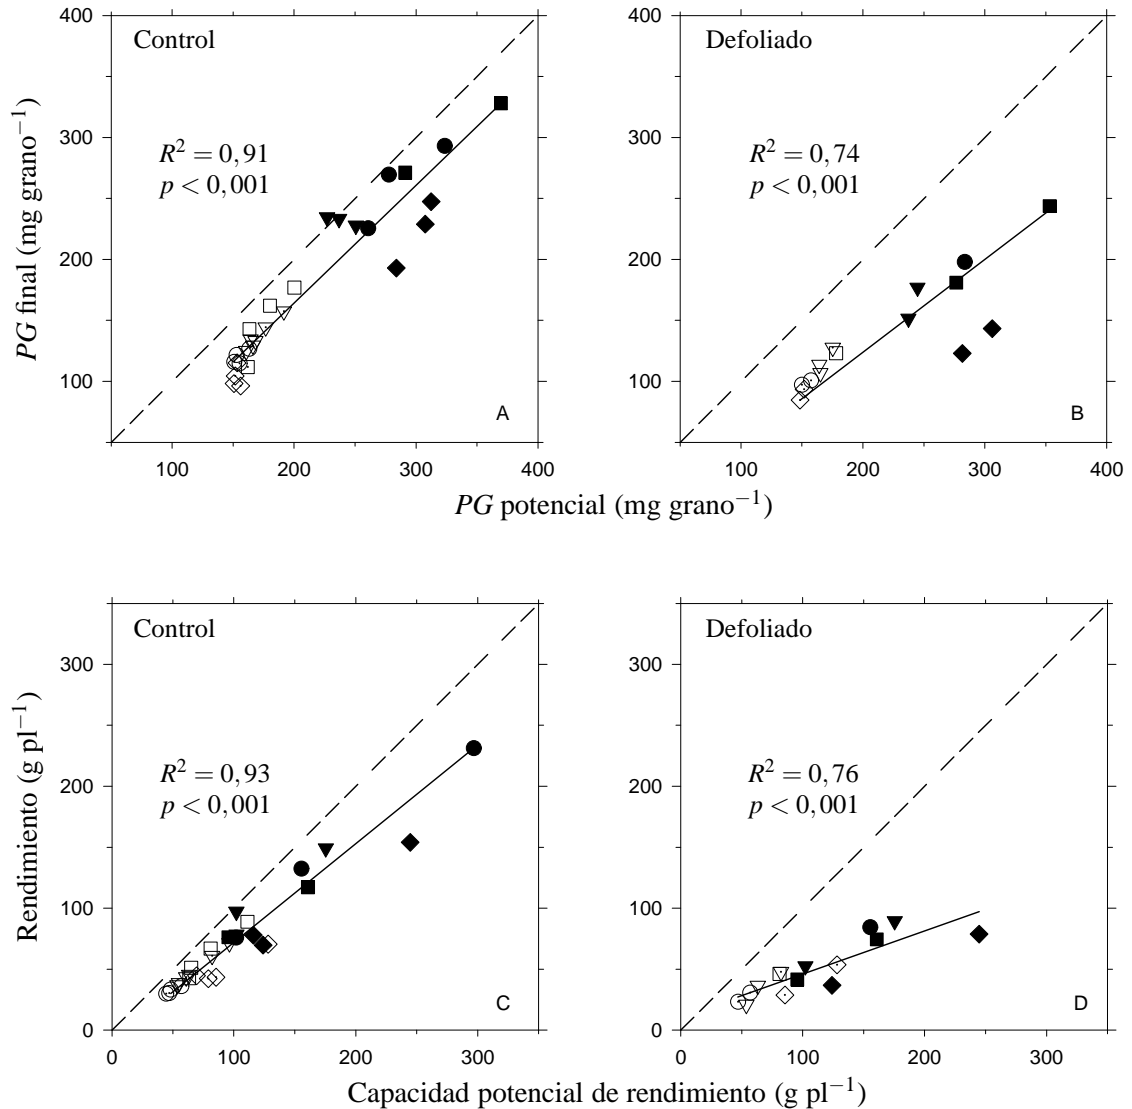 400
Control
300
R² = 0,91
p < 0,001
200
100
A
100
200
300
400
PG final (mg grano⁻¹)
400
Defoliado
300
R² = 0,74
p < 0,001
200
100
B
100
200
300
400
PG potencial (mg grano⁻¹)
Control
300
R² = 0,93
p < 0,001
200
100
0
C
0
100
200
300
Rendimiento (g pl⁻¹)
Defoliado
300
R² = 0,76
p < 0,001
200
100
0
D
0
100
200
300
Capacidad potencial de rendimiento (g pl⁻¹)